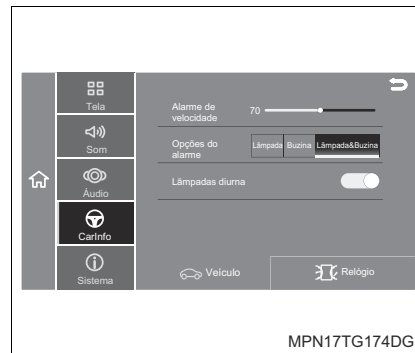 Tela
Som
Áudio
CarInfo
Sistema
Alarme de
velocidade
70
Opções do
alarme
Lâmpada Buzina Lâmpada&Buzina
Lâmpadas diurna
Veículo
Relógio
MPN17TG174DG